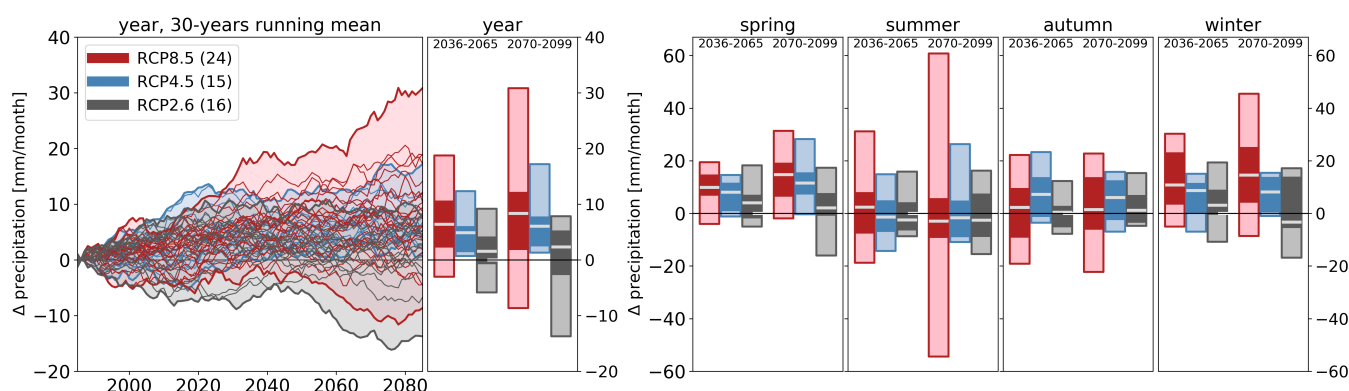 year, 30-years running mean
year
spring
summer
autumn
winter
2036-2065 2070-2099
2036-2065 2070-2099
2036-2065 2070-2099
2036-2065 2070-2099
2036-2065 2070-2099
RCP8.5 (24)
RCP4.5 (15)
RCP2.6 (16)
Δ precipitation [mm/month]
40
30
20
10
0
−10
−20
2000 2020 2040 2060 2080
40
30
20
10
0
−10
−20
Δ precipitation [mm/month]
60
40
20
0
−20
−40
−60
60
40
20
0
−20
−40
−60